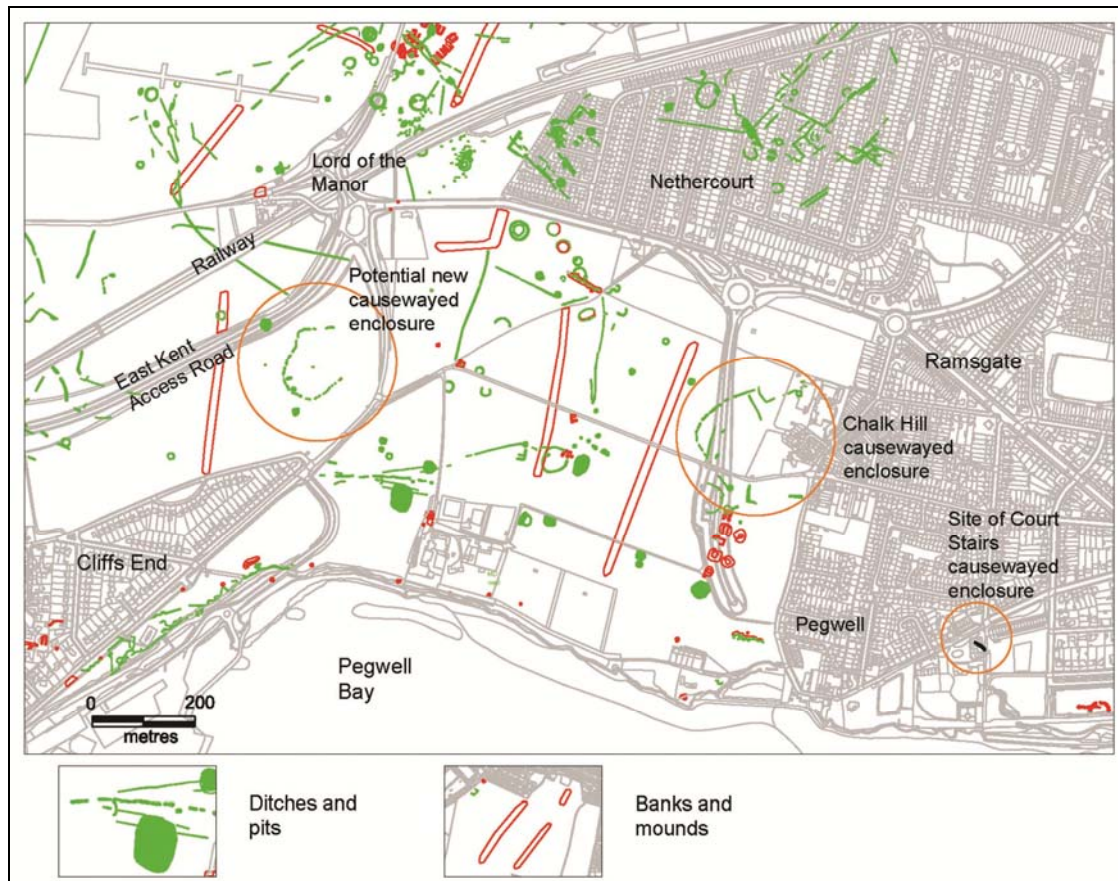 Lord of the
Manor
Nethercourt
Railway
Potential new
causewayed
enclosure
East Kent
Access Road
Ramsgate
Chalk Hill
causewayed
enclosure
Site of Court
Stairs
causewayed
enclosure
Cliffs End
Pegwell
Pegwell
Bay
0 200
metres
Ditches and
pits
Banks and
mounds